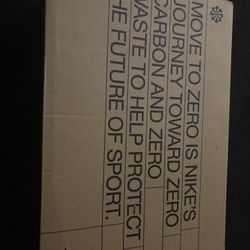 MOVE TO ZERO IS NIKE'S
JOURNEY TOWARD ZERO
CARBON AND ZERO
WASTE TO HELP PROTECT
THE FUTURE OF SPORT.